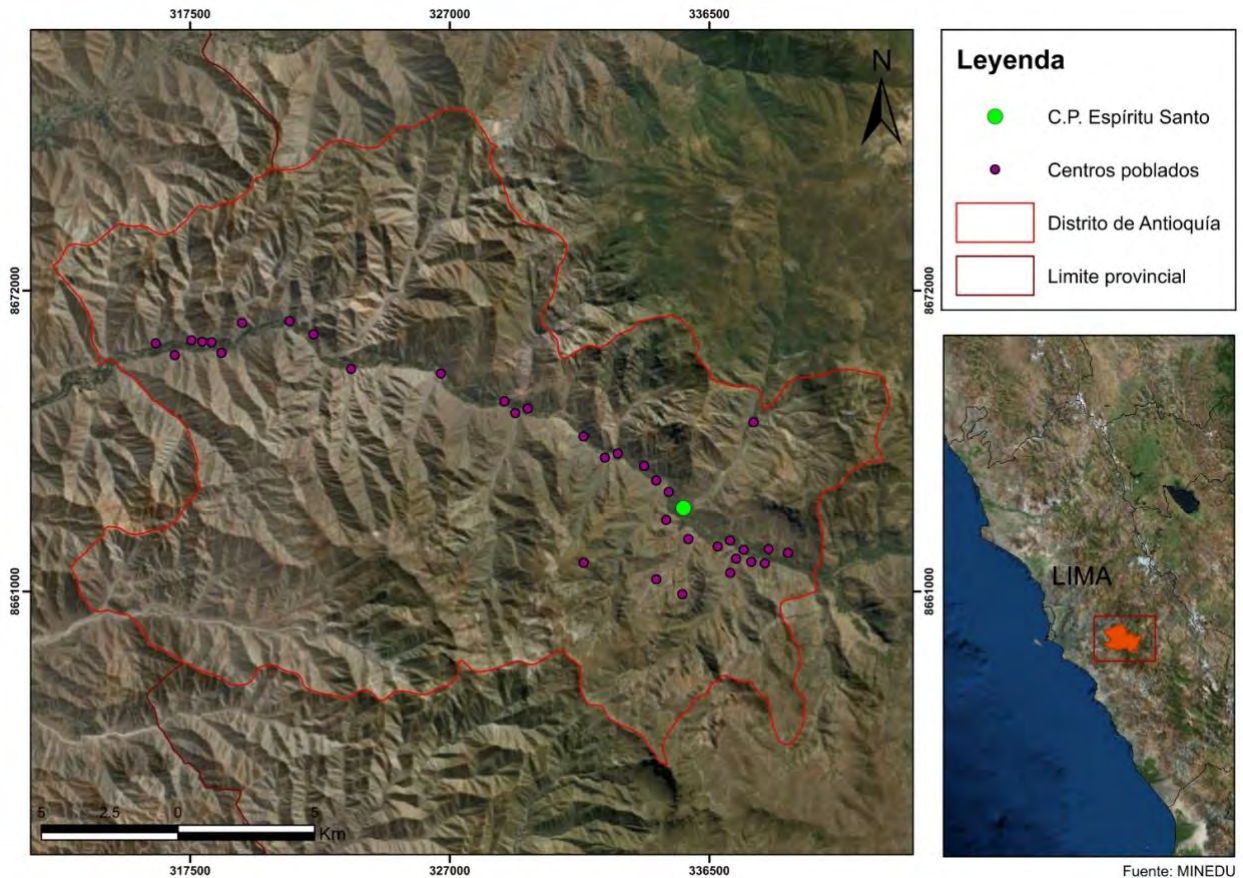 317500 327000 336500
N
8672000 8672000
8661000 8661000
5 2.5 0 5
Km
317500 327000 336500
Leyenda
C.P. Espíritu Santo
Centros poblados
Distrito de Antioquía
Limite provincial
LIMA
Fuente: MINEDU